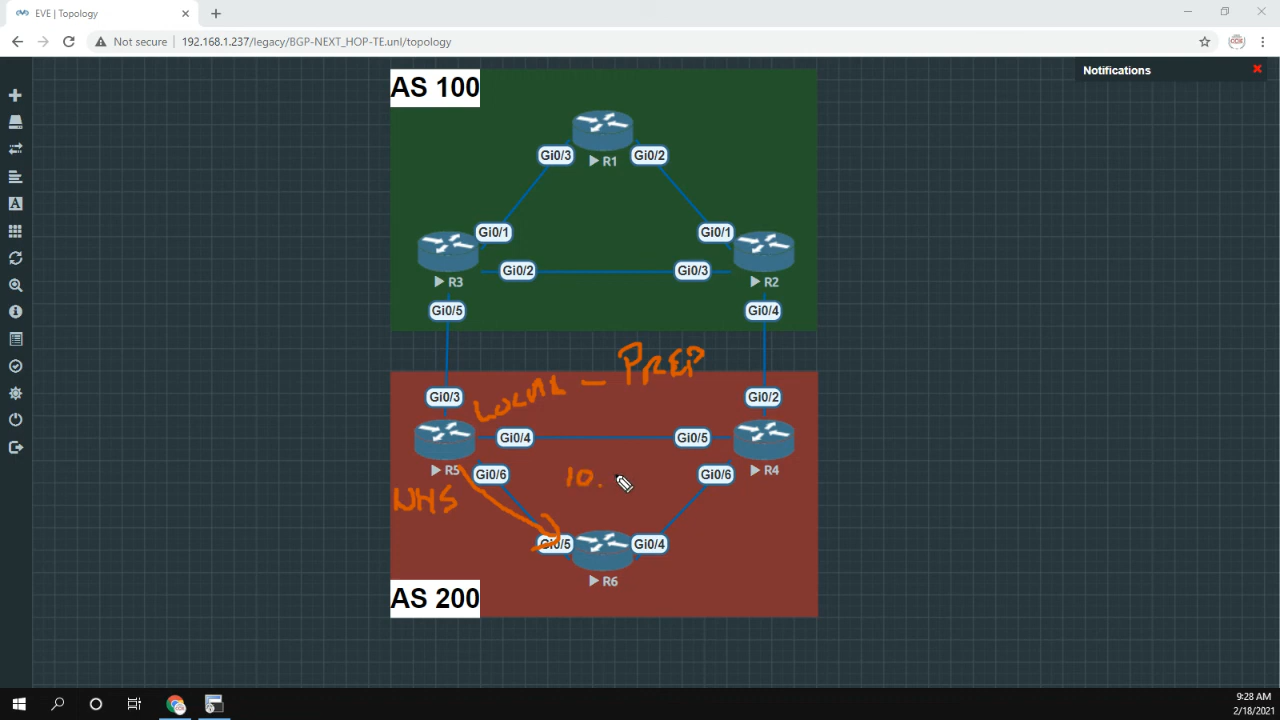 EVE | Topology
Not secure | 192.168.1.237/legacy/BGP-NEXT_HOP-TE.unl/topology
Notifications
AS 100
R1
Gi0/3
Gi0/2
Gi0/1
Gi0/1
R3
Gi0/2
Gi0/3
R2
Gi0/5
Gi0/4
LOCAL - PREP
Gi0/3
Gi0/2
R5
Gi0/4
Gi0/5
R4
Gi0/6
10.
Gi0/6
NHS
Gi0/5
Gi0/4
R6
AS 200
9:28 AM
2/18/2021